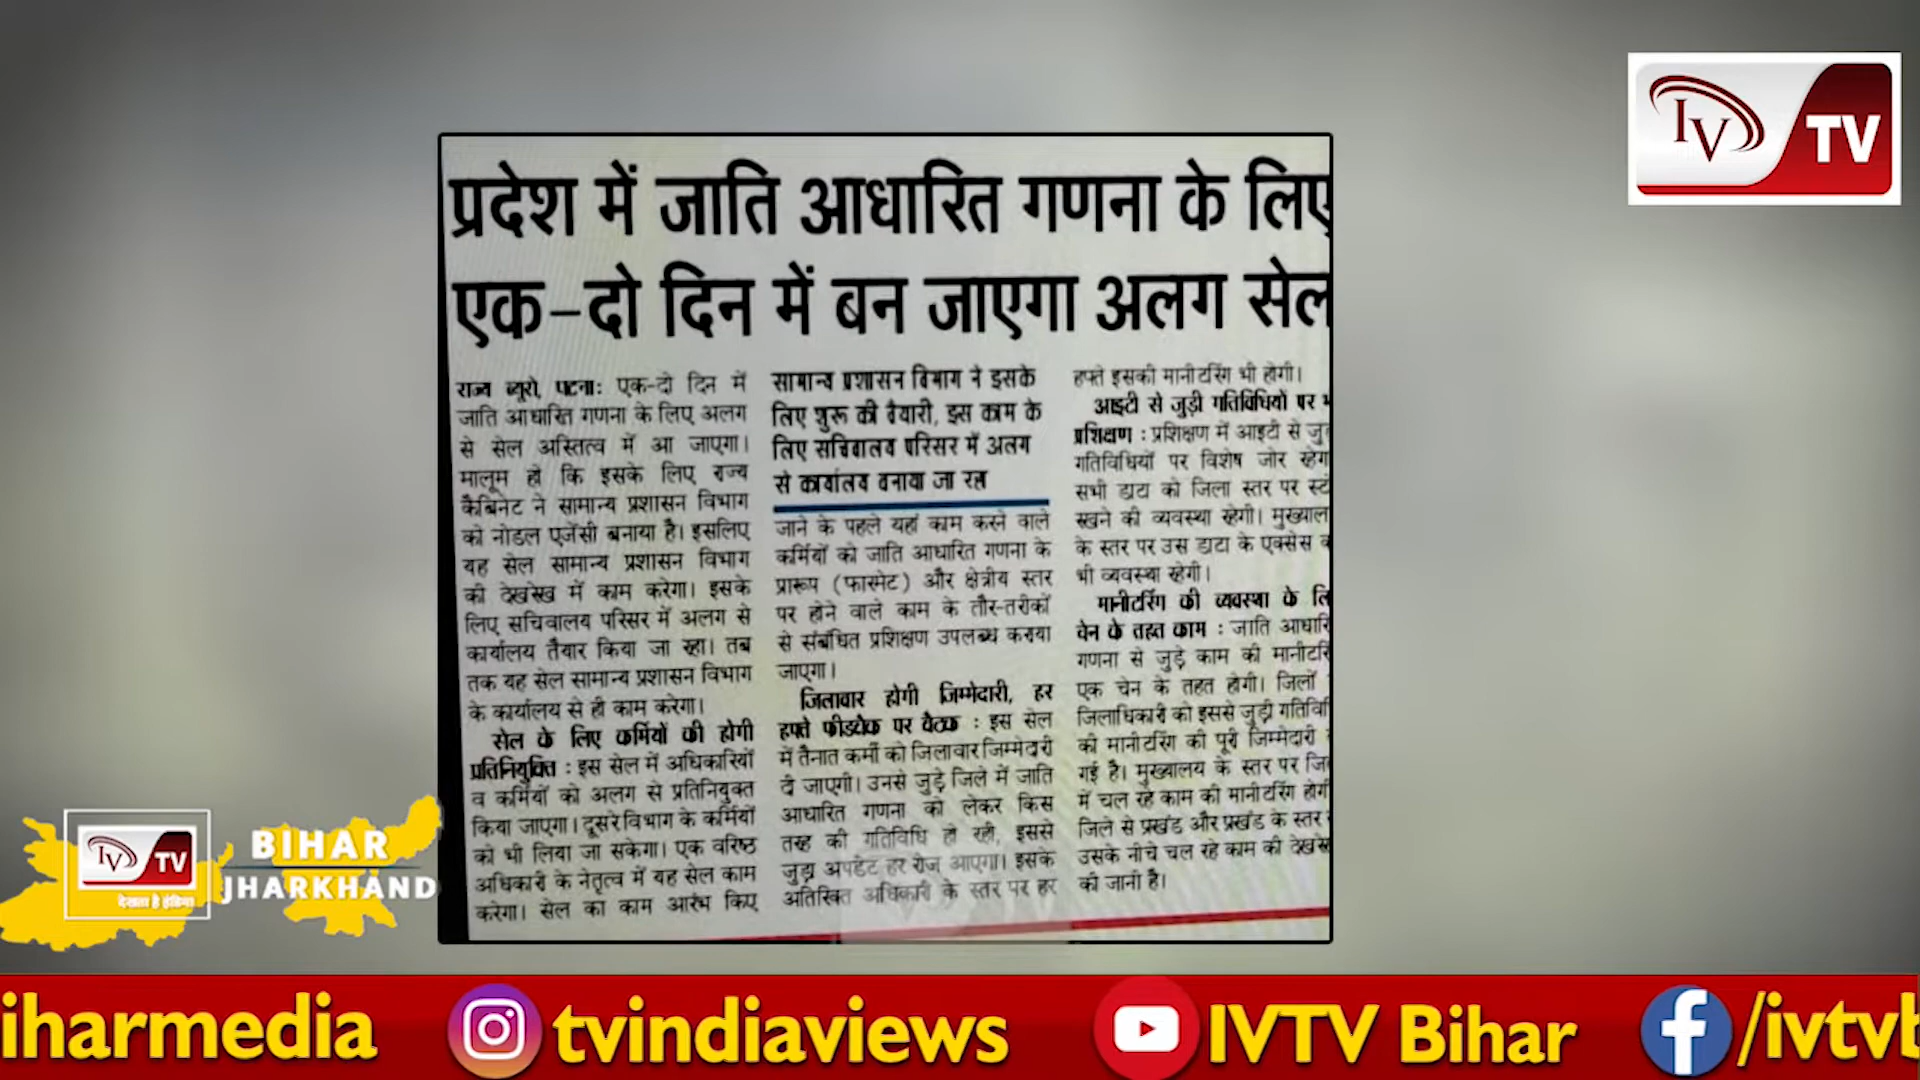 IV TV
प्रदेश में जाति आधारित गणना के लिए
एक-दो दिन में बन जाएगा अलग सेल
राज्य ब्यूरो, पटना: एक-दो दिन में
जाति आधारित गणना के लिए अलग
से सेल अस्तित्व में आ जाएगा।
मालूम हो कि इसके लिए राज्य
कैबिनेट ने सामान्य प्रशासन विभाग
को नोडल एजेंसी बनाया है। इसलिए
यह सेल सामान्य प्रशासन विभाग
की देखरेख में काम करेगा। इसके
लिए सचिवालय परिसर में अलग से
कार्यालय तैयार किया जा रहा। तब
तक यह सेल सामान्य प्रशासन विभाग
के कार्यालय से ही काम करेगा।
सेल के लिए कर्मियों की होगी
प्रतिनियुक्ति : इस सेल में अधिकारियों
व कर्मियों को अलग से प्रतिनियुक्त
किया जाएगा। दूसरे विभाग के कर्मियों
को भी लिया जा सकेगा। एक वरिष्ठ
अधिकारी के नेतृत्व में यह सेल काम
करेगा। सेल का काम आरंभ किए
सामान्य प्रशासन विभाग ने इसके
लिए शुरू की तैयारी, इस काम के
लिए सचिवालय परिसर में अलग
से कार्यालय बनाया जा रहा
जाने के पहले यहां काम करने वाले
कर्मियों को जाति आधारित गणना के
प्रारूप (फारमेट) और क्षेत्रीय स्तर
पर होने वाले काम के तौर-तरीकों
से संबंधित प्रशिक्षण उपलब्ध कराया
जाएगा।
जिलावार होगी जिम्मेदारी, हर
हफ्ते फीडबैक पर बैठक : इस सेल
में तैनात कर्मी को जिलावार जिम्मेदारी
दी जाएगी। उनसे जुड़े जिले में जाति
आधारित गणना को लेकर किस
तरह की गतिविधि हो रही, इससे
जुड़ा अपडेट हर रोज आएगा। इसके
अतिरिक्त अधिकारी के स्तर पर हर
हफ्ते इसकी मानीटरिंग भी होगी।
आइटी से जुड़ी गतिविधियों पर
प्रशिक्षण : प्रशिक्षण में आइटी से
गतिविधियों पर विशेष जोर
सभी डाटा को जिला स्तर पर
रखने की व्यवस्था रहेगी।
के स्तर पर उस डाटा के एक्सेस
भी व्यवस्था रहेगी।
मानीटरिंग की व्यवस्था के
चेन के तहत काम : जाति
गणना से जुड़े काम की
एक चेन के तहत होगी। जिलों
जिलाधिकारी को इससे जुड़ी
की मानीटरिंग की पूरी जिम्मेदारी
गई है। मुख्यालय के स्तर पर
में चल रहे काम की मानीटरिंग
जिले से प्रखंड और प्रखंड के स्तर
उसके नीचे चल रहे काम की
की जानी है।
IV TV
देखता है इंडिया
BIHAR
JHARKHAND
iharmedia tvindiaviews IVTV Bihar /ivtvb